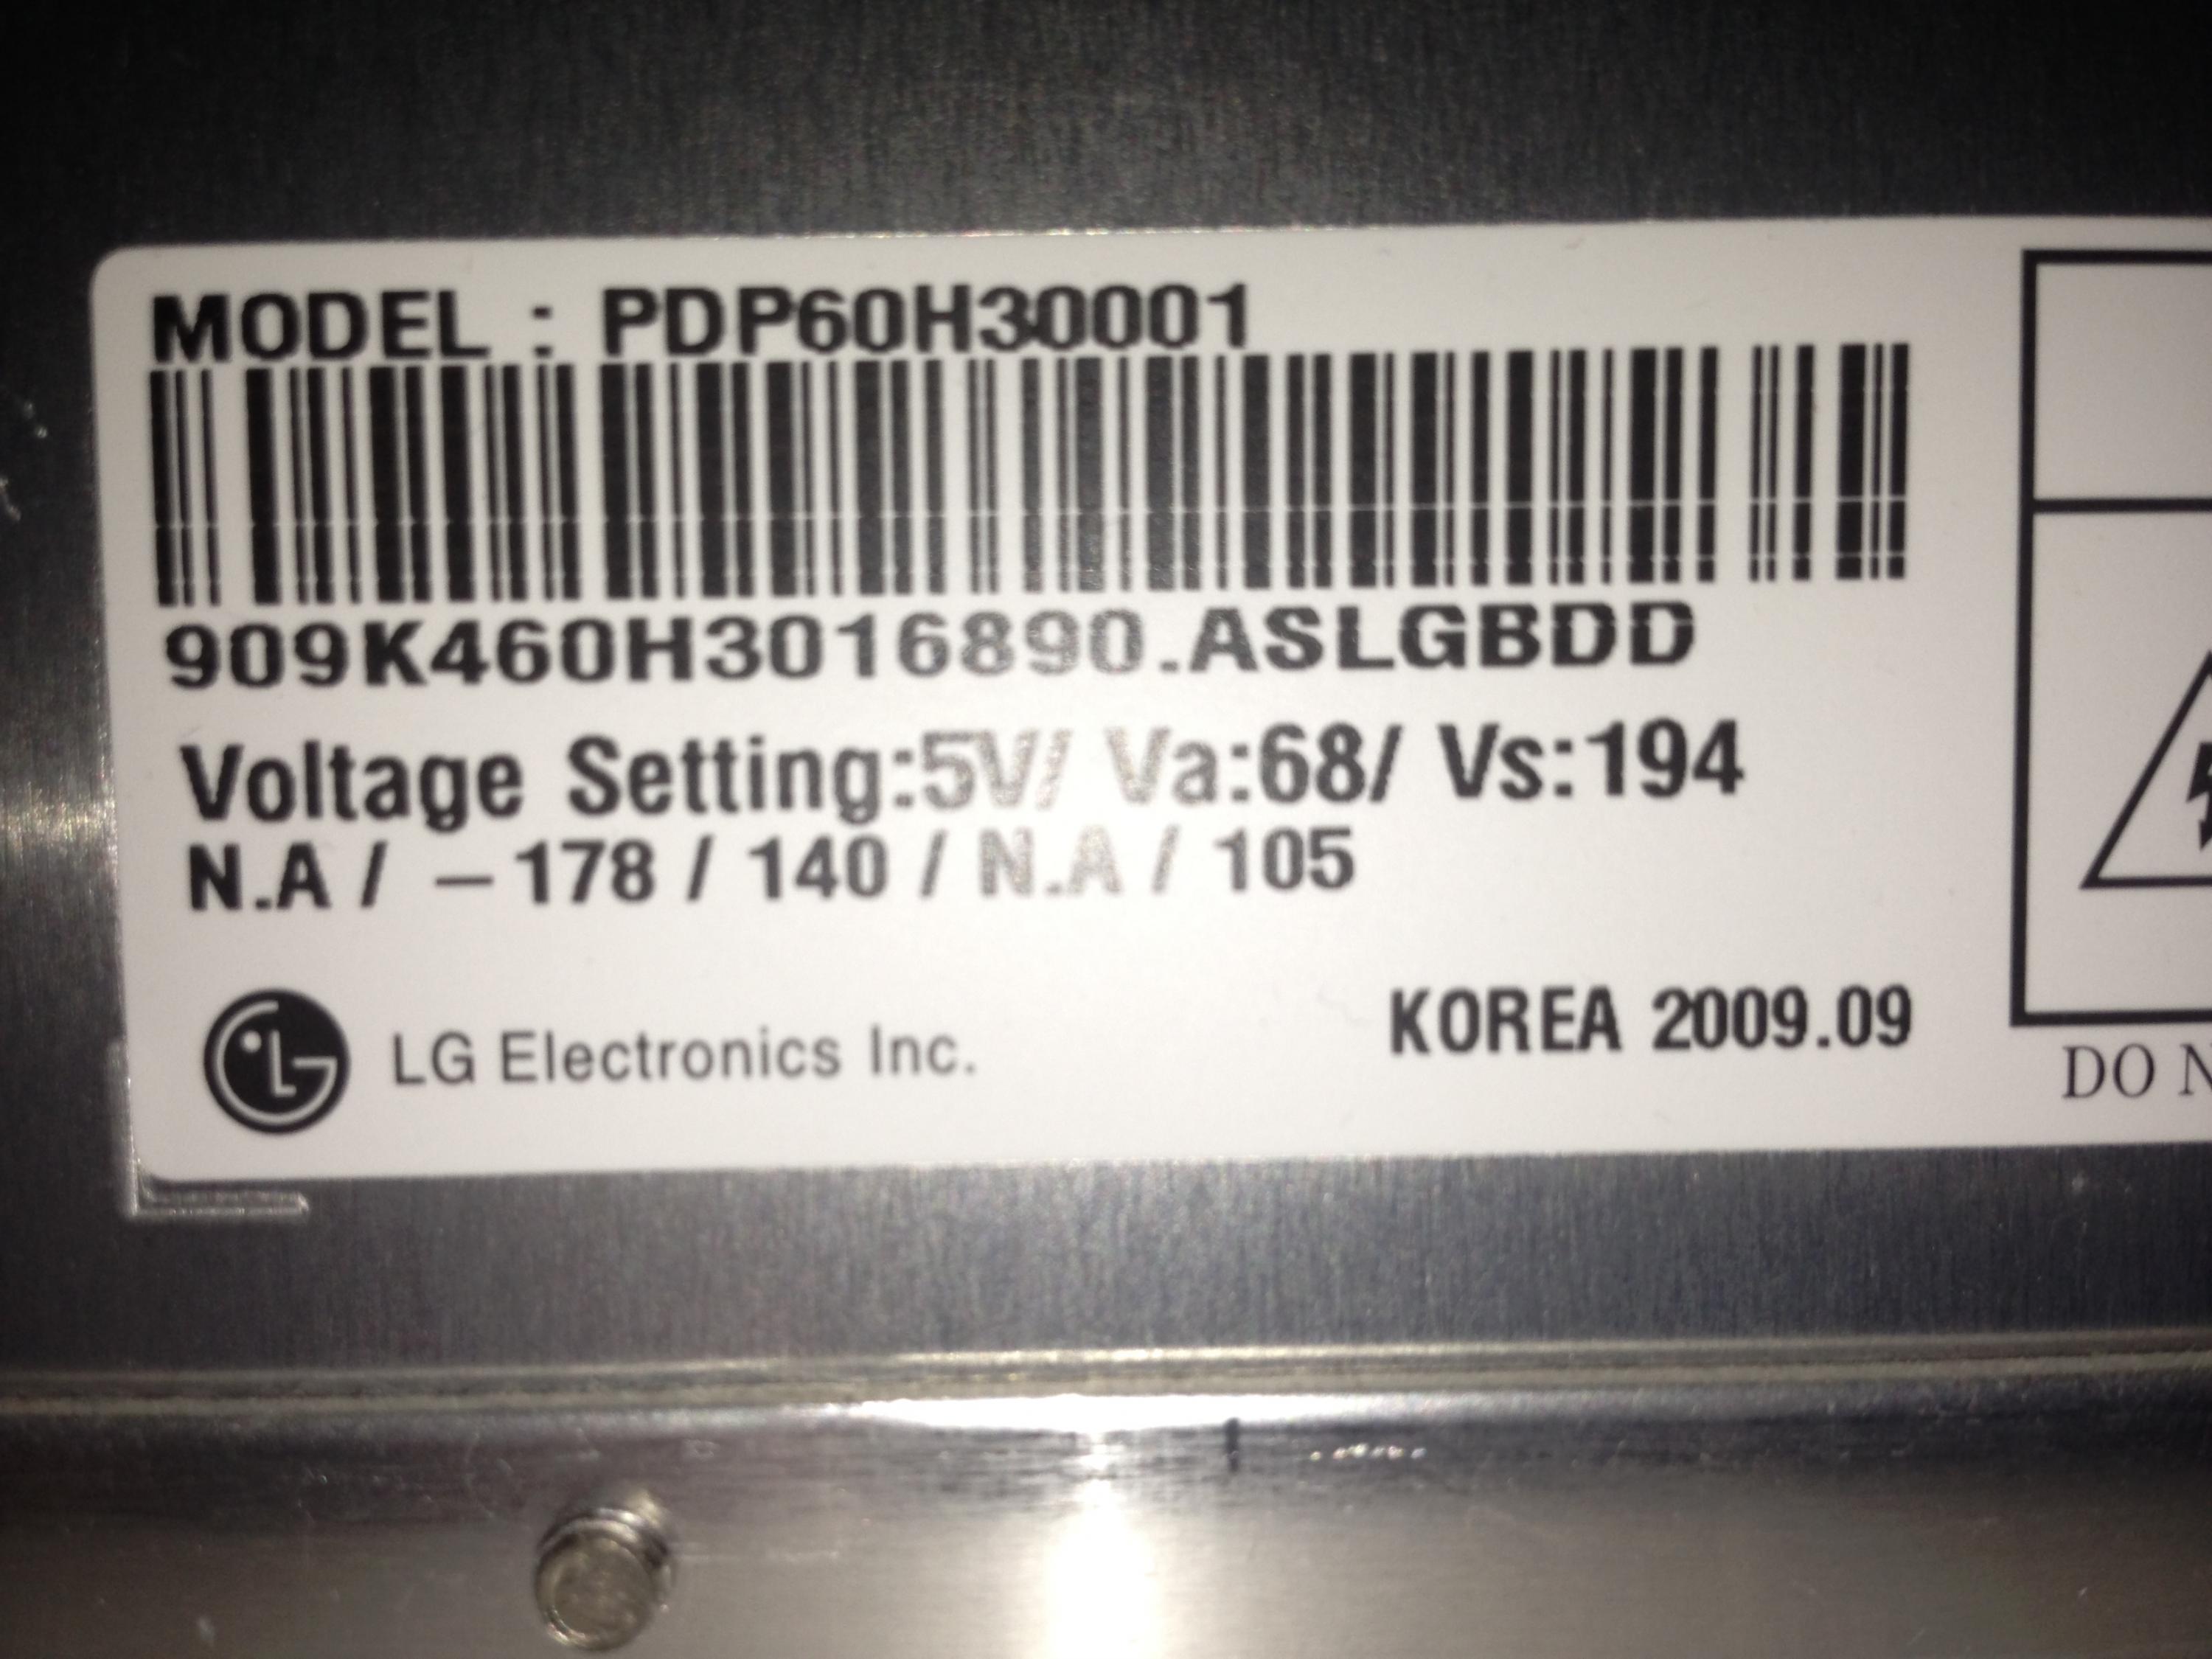 MODEL : PDP60H30001
909K460H3016890.ASLGBDD
Voltage Setting:5V/ Va:68/ Vs:194
N.A / -178 / 140 / N.A / 105
LG Electronics Inc.
KOREA 2009.09
DO